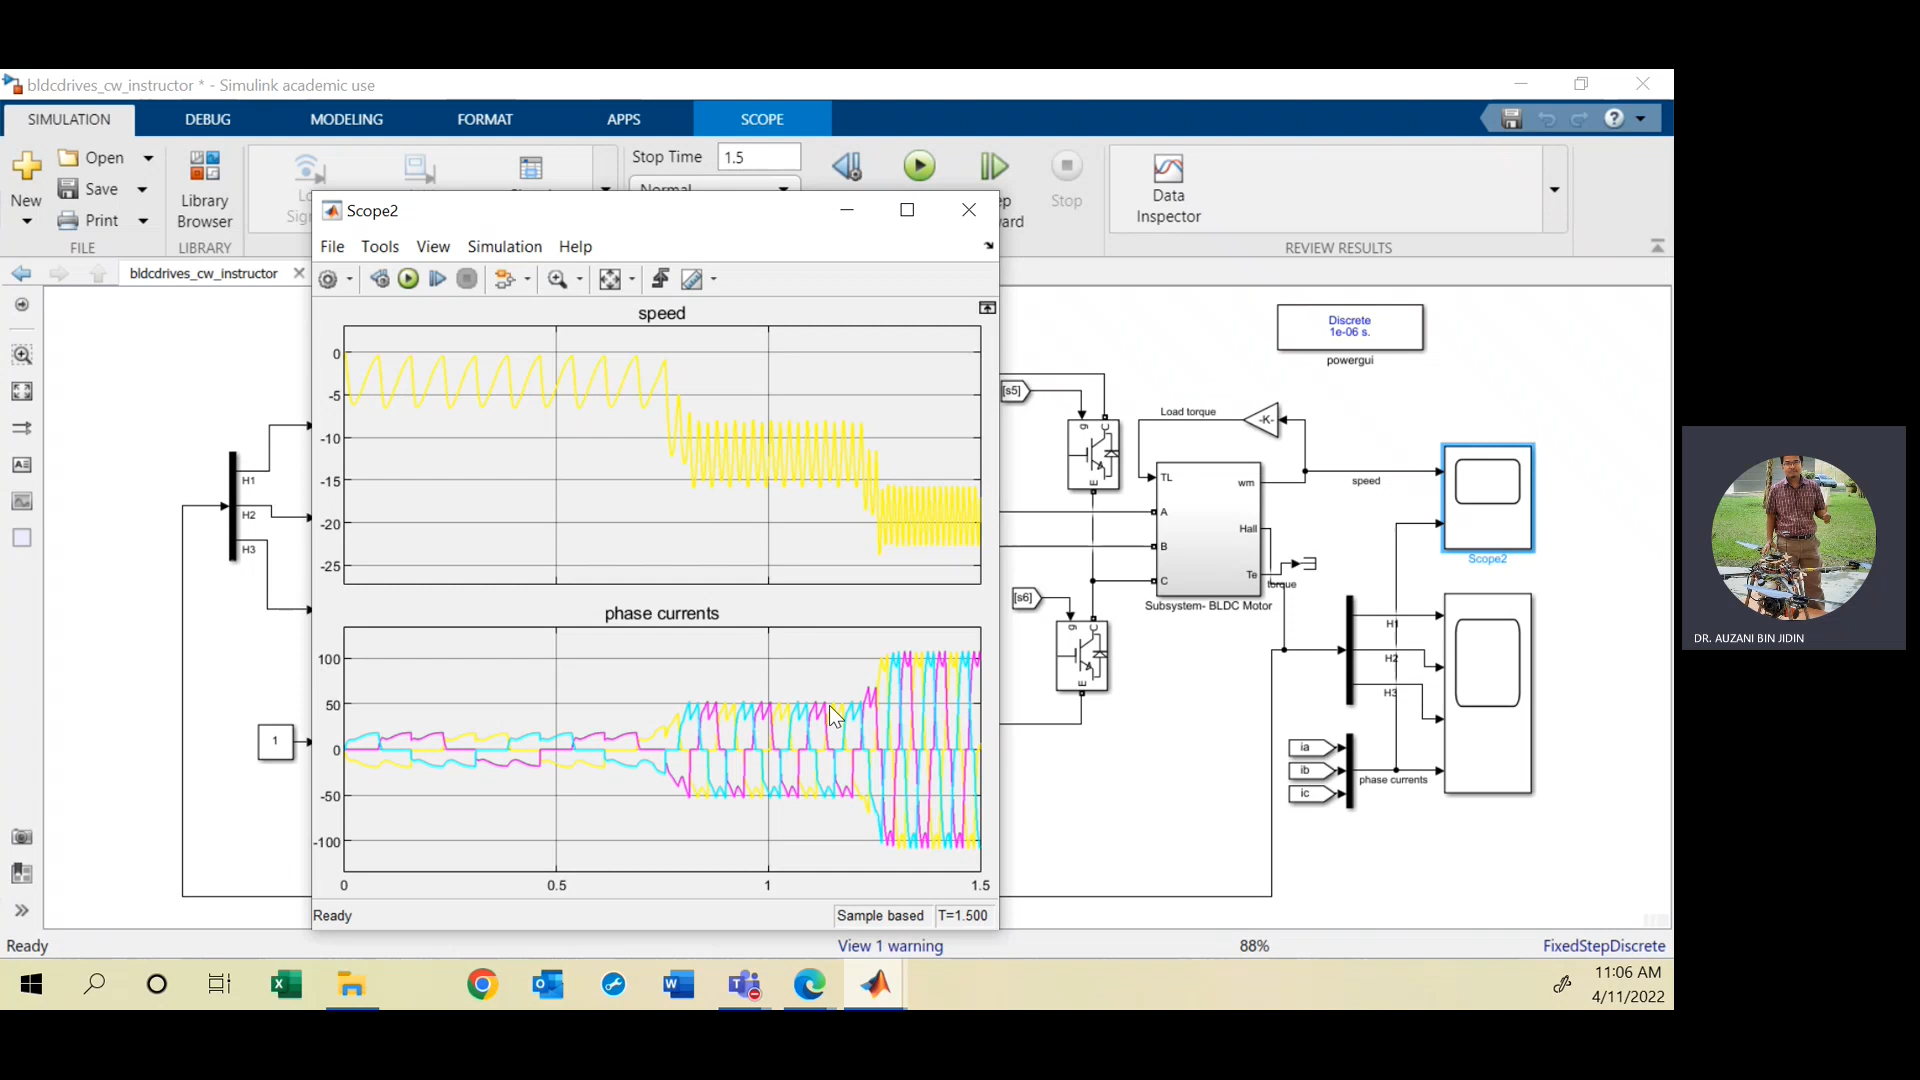 bldcdrives_cw_instructor * - Simulink academic use
SIMULATION DEBUG MODELING FORMAT APPS SCOPE
New
Open
Save
Print
FILE
Library Browser
LIBRARY
Stop Time 1.5
Normal
Stop
Data Inspector
REVIEW RESULTS
bldcdrives_cw_instructor
Scope2
File Tools View Simulation Help
speed
0
-5
-10
-15
-20
-25
phase currents
100
50
0
-50
-100
0 0.5 1 1.5
Ready
Sample based T=1.500
H1
H2
H3
1
[s5]
g C
E
[s6]
g C
E
Discrete
1e-06 s.
powergui
Load torque
-K-
TL
A
B
C
wm
Hall
Te
Subsystem- BLDC Motor
torque
speed
Scope2
H1
H2
H3
ia
ib
ic
phase currents
Ready
View 1 warning
88%
FixedStepDiscrete
11:06 AM
4/11/2022
DR. AUZANI BIN JIDIN